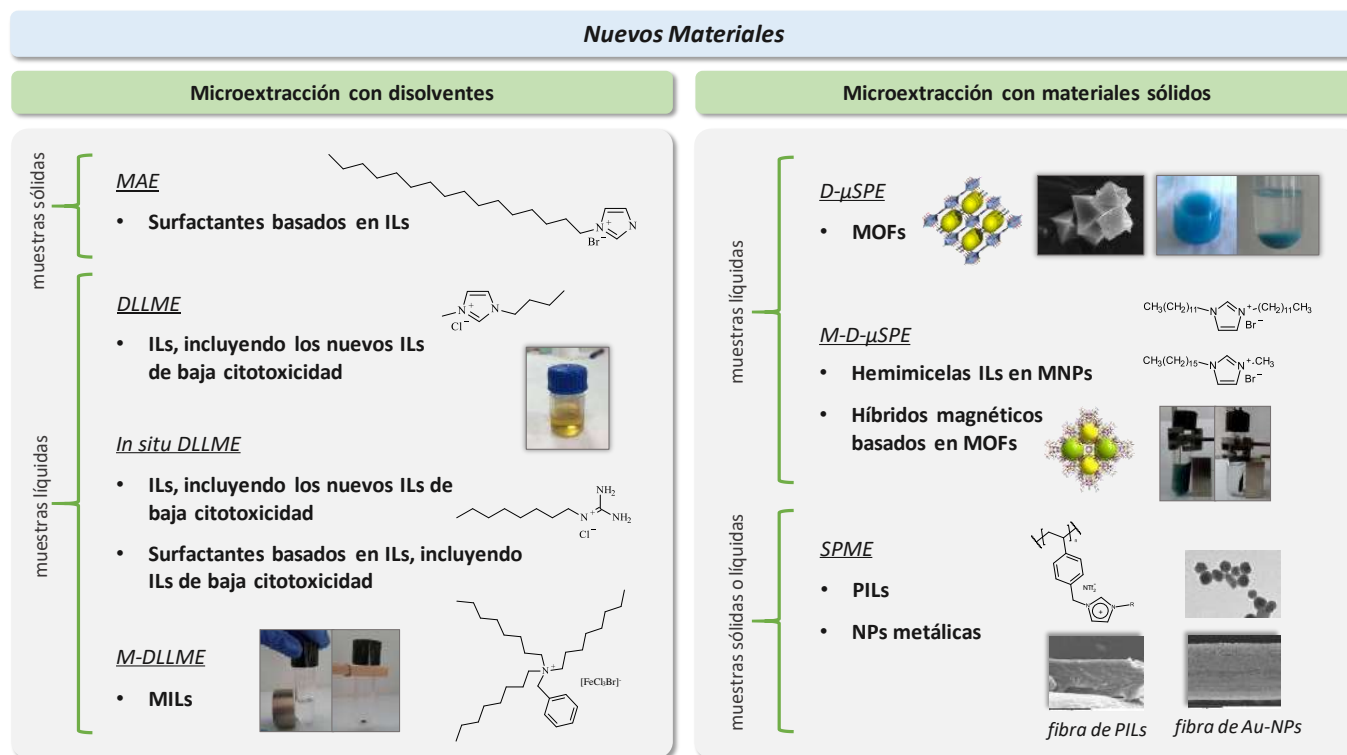 Nuevos Materiales
Microextracción con disolventes
muestras sólidas
MAE
• Surfactantes basados en ILs
N
N
+
Br⁻
muestras líquidas
DLLME
N
+
N
Cl⁻
• ILs, incluyendo los nuevos ILs
de baja citotoxicidad
In situ DLLME
• ILs, incluyendo los nuevos ILs de
baja citotoxicidad
NH₂
N
+
NH₂
Cl⁻
• Surfactantes basados en ILs, incluyendo
ILs de baja citotoxicidad
M-DLLME
• MILs
N⁺
[FeCl₃Br]⁻
Microextracción con materiales sólidos
muestras líquidas
D-µSPE
• MOFs
M-D-µSPE
CH₃(CH₂)₁₁ N N⁺ (CH₂)₁₁CH₃
Br⁻
• Hemimicelas ILs en MNPs
CH₃(CH₂)₁₅ N N⁺ CH₃
Br⁻
• Híbridos magnéticos
basados en MOFs
muestras sólidas o líquidas
SPME
• PILs
• NPs metálicas
n
NTf₂⁻
N
N
R
+
fibra de PILs
fibra de Au-NPs